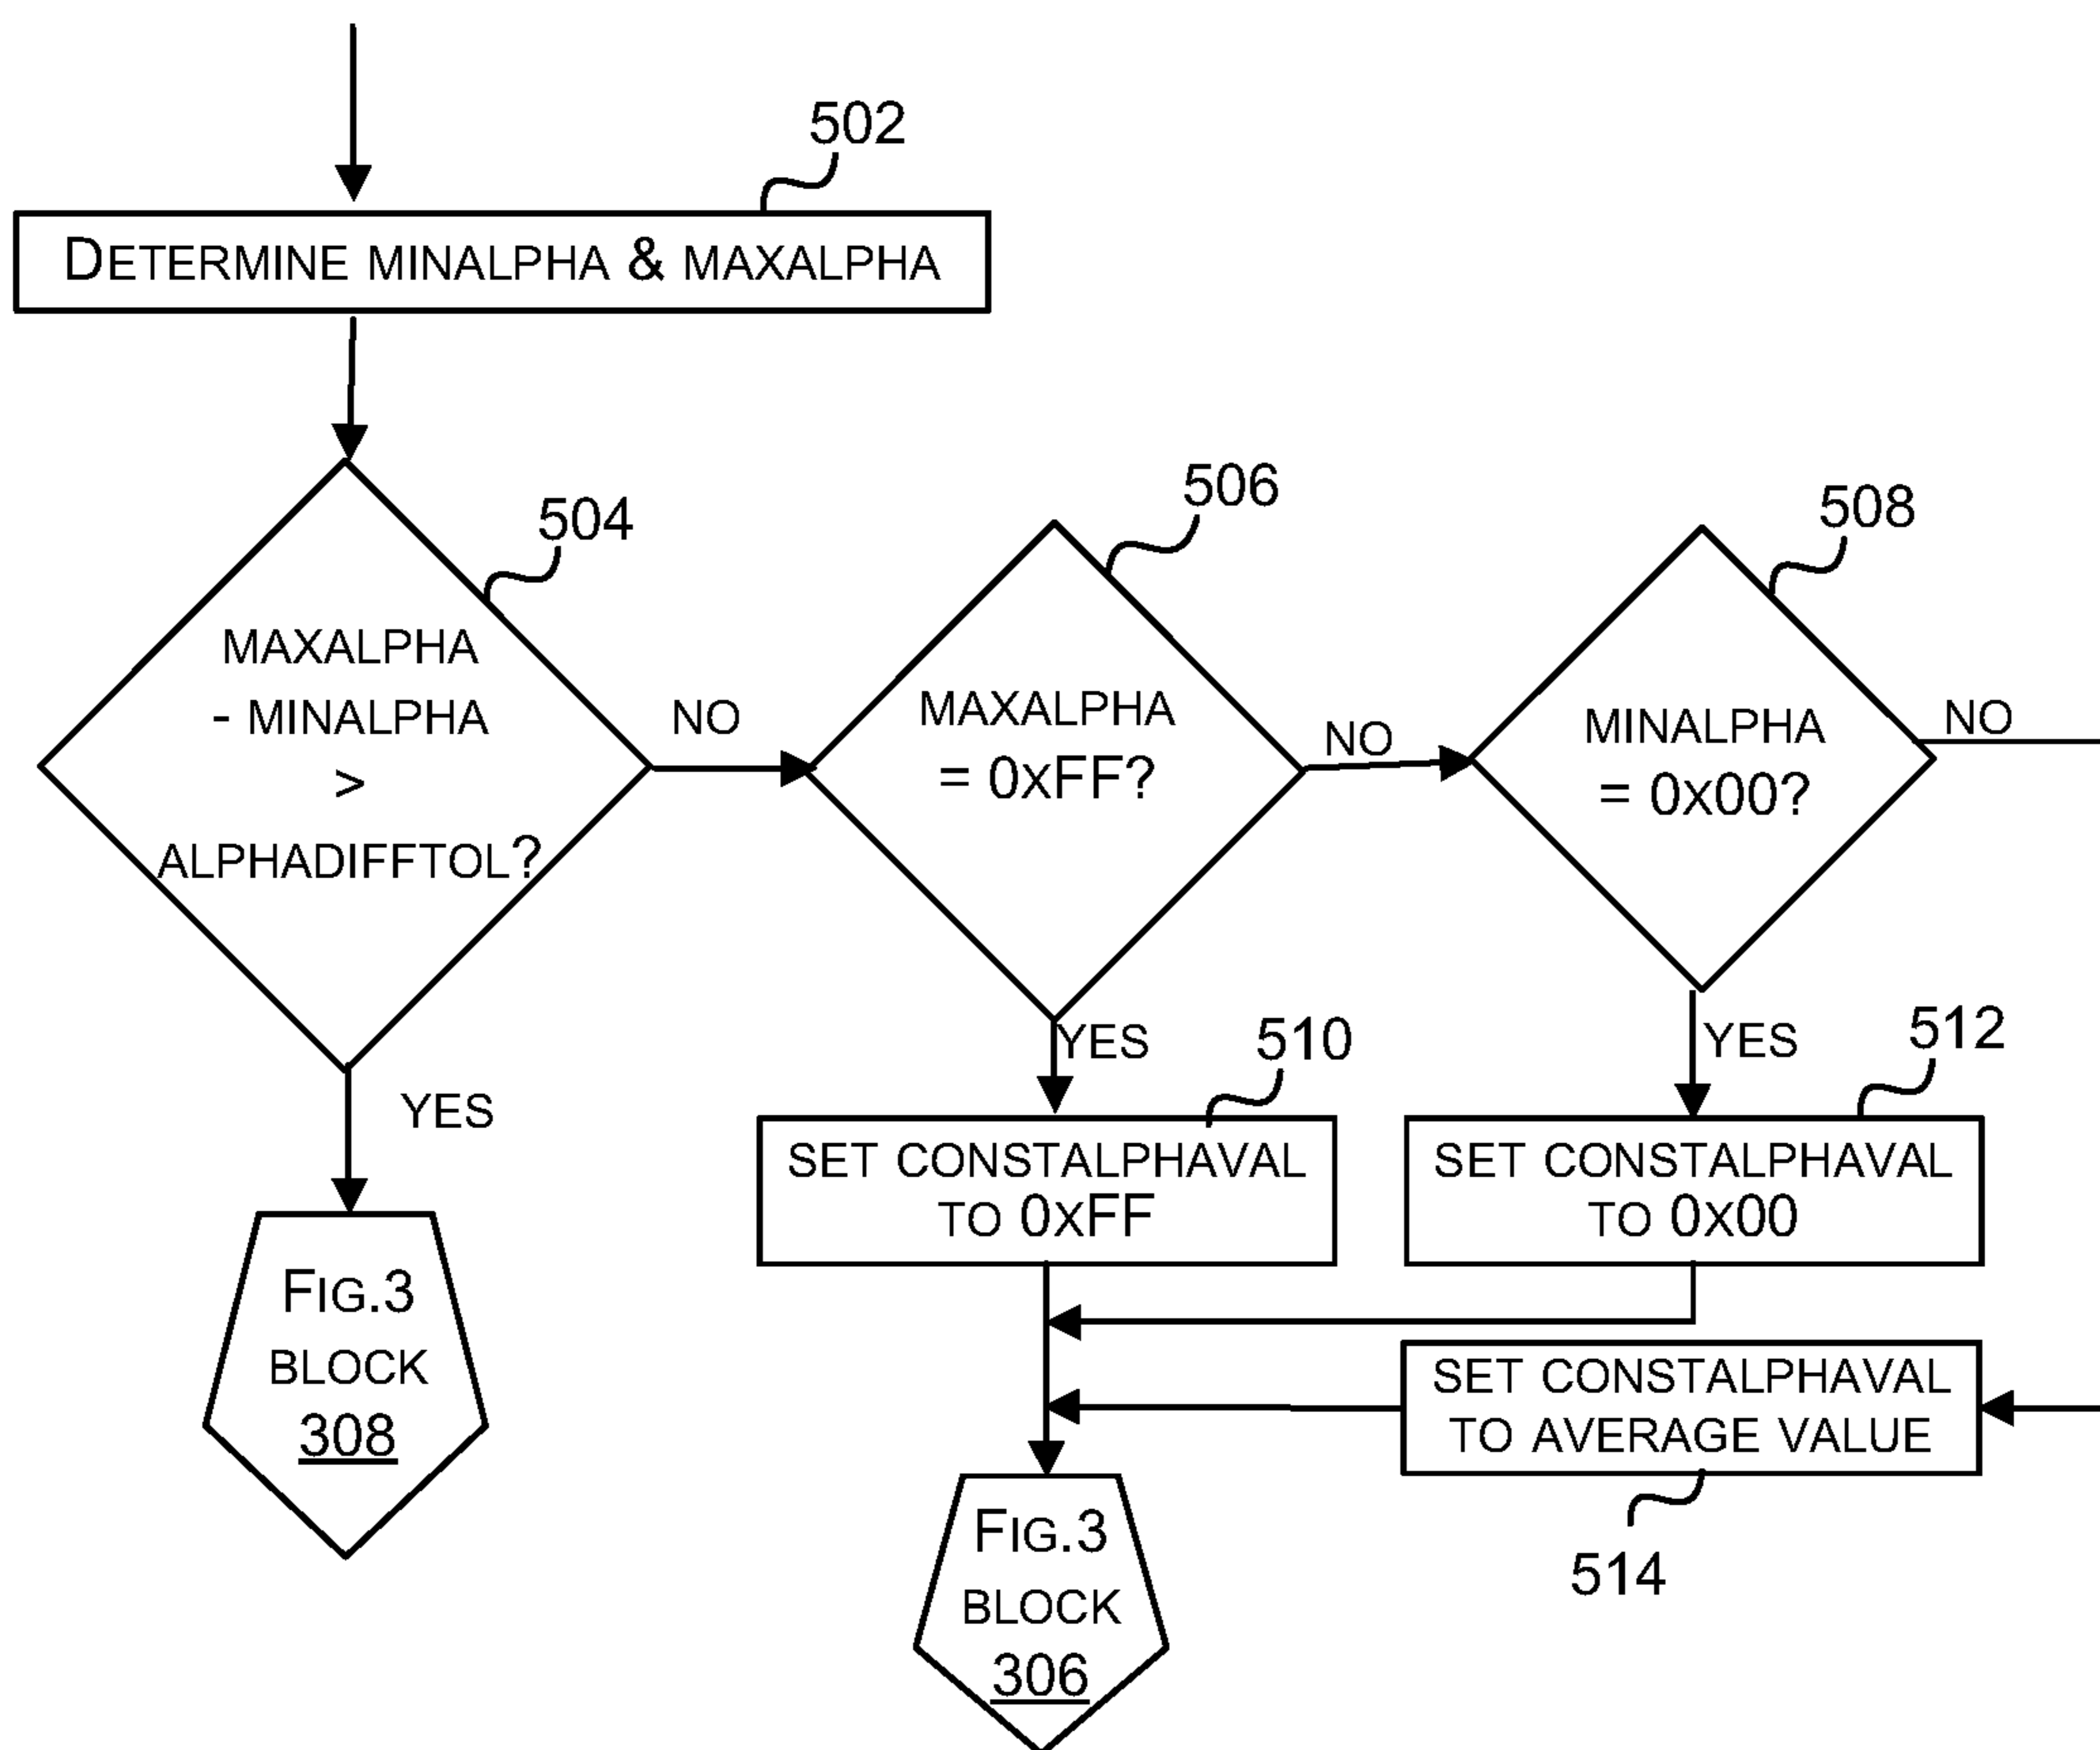 502
DETERMINE MINALPHA & MAXALPHA
504
MAXALPHA
- MINALPHA
>
ALPHADIFFTOL?
NO
YES
506
MAXALPHA
= 0XFF?
NO
YES
508
MINALPHA
= 0X00?
NO
YES
510
SET CONSTALPHAVAL
TO 0XFF
512
SET CONSTALPHAVAL
TO 0X00
SET CONSTALPHAVAL
TO AVERAGE VALUE
514
FIG.3
BLOCK
308
FIG.3
BLOCK
306